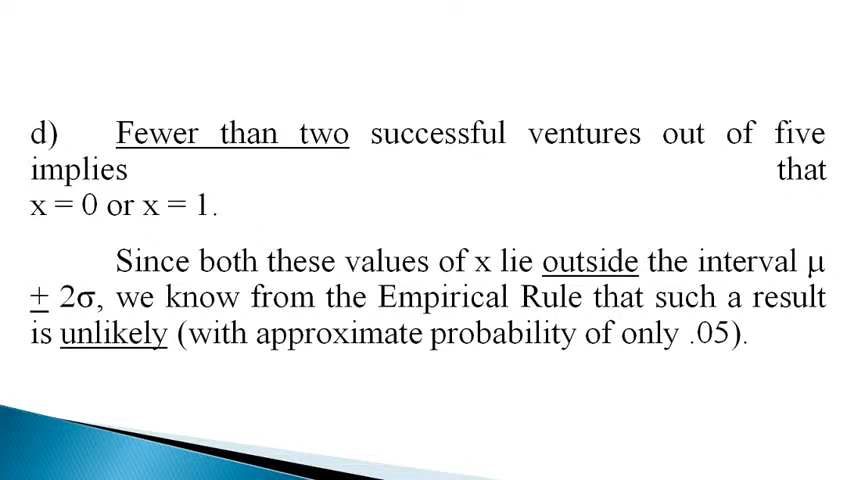 d) Fewer than two successful ventures out of five
implies that
x = 0 or x = 1.
Since both these values of x lie outside the interval μ
± 2σ, we know from the Empirical Rule that such a result
is unlikely (with approximate probability of only .05).